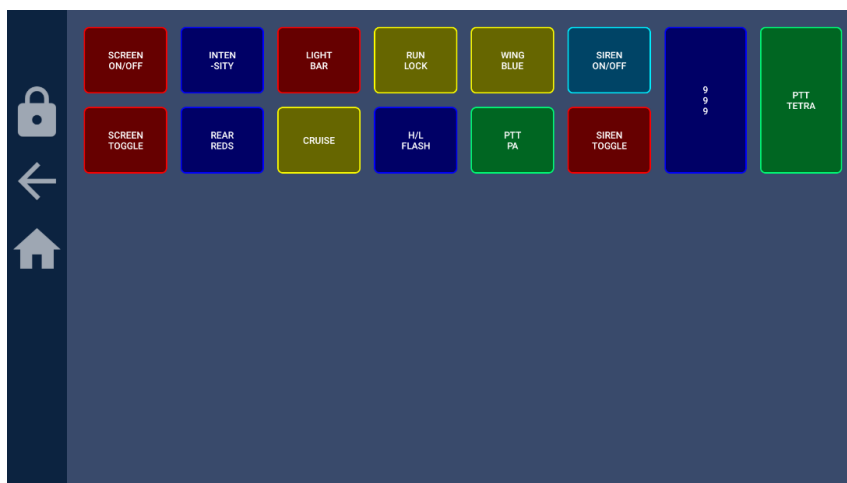 SCREEN
ON/OFF
INTEN
-SITY
LIGHT
BAR
RUN
LOCK
WING
BLUE
SIREN
ON/OFF
9
9
9
PTT
TETRA
SCREEN
TOGGLE
REAR
REDS
CRUISE
H/L
FLASH
PTT
PA
SIREN
TOGGLE